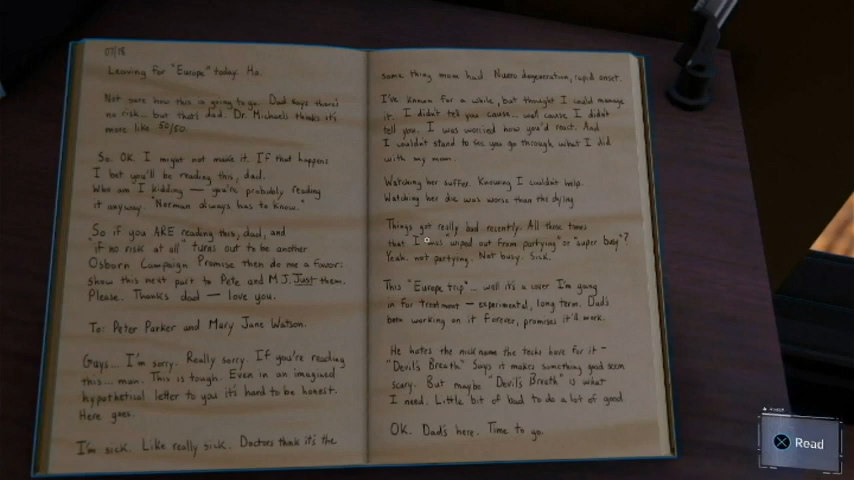 07/18
Leaving for "Europe" today. Ha.
Not sure how this is going to go. Dad says there's
no risk... but that's dad. Dr. Michaels thinks it's
more like 50/50.
So. OK. I might not make it. If that happens
I bet you'll be reading this, dad.
Who am I kidding — you're probably reading
it anyway. "Norman always has to know."
So if you ARE reading this, dad, and
"if no risk at all" turns out to be another
Osborn Campaign Promise then do me a favor:
show this next part to Pete and MJ. Just them.
Please. Thanks dad — love you.
To: Peter Parker and Mary Jane Watson.
Guys... I'm sorry. Really sorry. If you're reading
this... man. This is tough. Even in an imagined
hypothetical letter to you it's hard to be honest.
Here goes.
I'm sick. Like really sick. Doctors think it's the
same thing mom had. Nuero degeneration, rapid onset.
I've known for a while, but thought I could manage
it. I didn't tell you cause... well cause I didn't
tell you. I was worried how you'd react. And
I wouldn't stand to see you go through what I did
with my mom.
Watching her suffer. Knowing I couldn't help.
Watching her die was worse than the dying
Things got really bad recently. All those times
that I was "wiped out from partying" or "super busy"?
Yeah. not partying. Not busy. Sick.
This "Europe trip"... well it's a cover I'm going
in for treatment — experimental, long term. Dad's
been working on it forever, promises it'll work.
He hates the nickname the techs have for it -
"Devil's Breath." Says it makes something good seem
scary. But maybe "Devil's Breath" is what
I need. Little bit of bad to do a lot of good
OK. Dad's here. Time to go.
Read